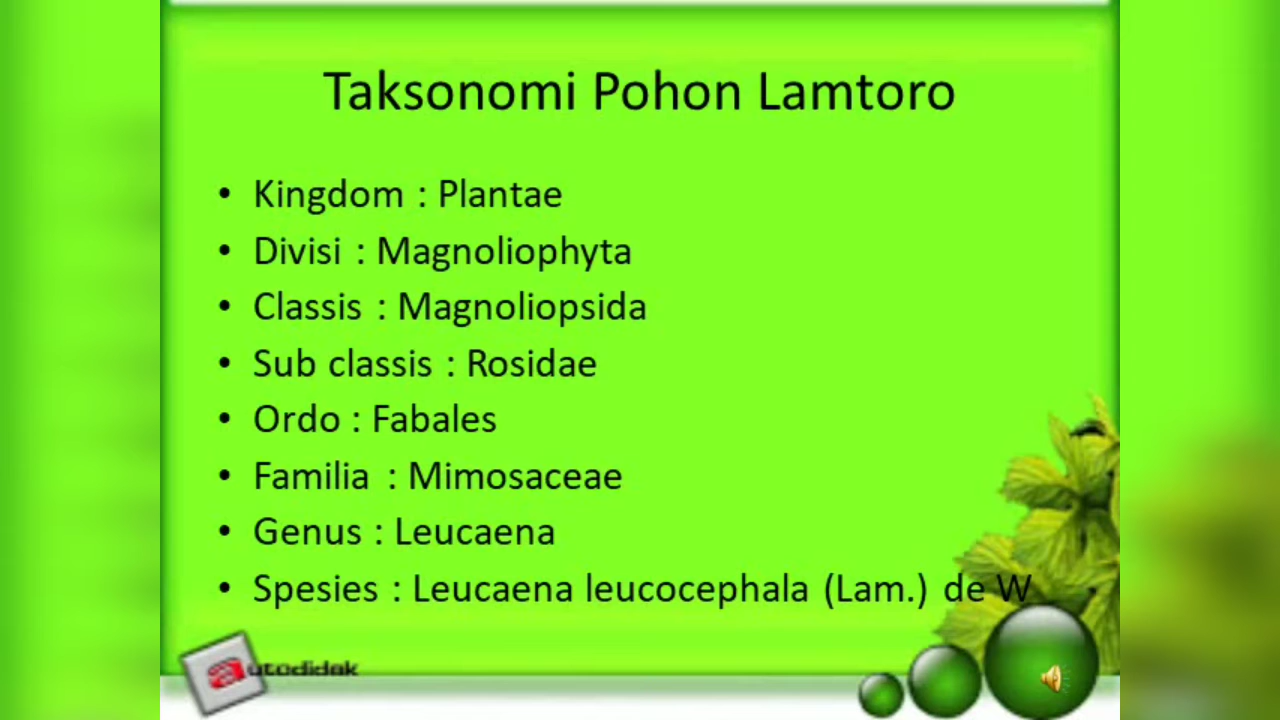 Taksonomi Pohon Lamtoro
• Kingdom : Plantae
• Divisi : Magnoliophyta
• Classis : Magnoliopsida
• Sub classis : Rosidae
• Ordo : Fabales
• Familia : Mimosaceae
• Genus : Leucaena
• Spesies : Leucaena leucocephala (Lam.) de W
autodidak